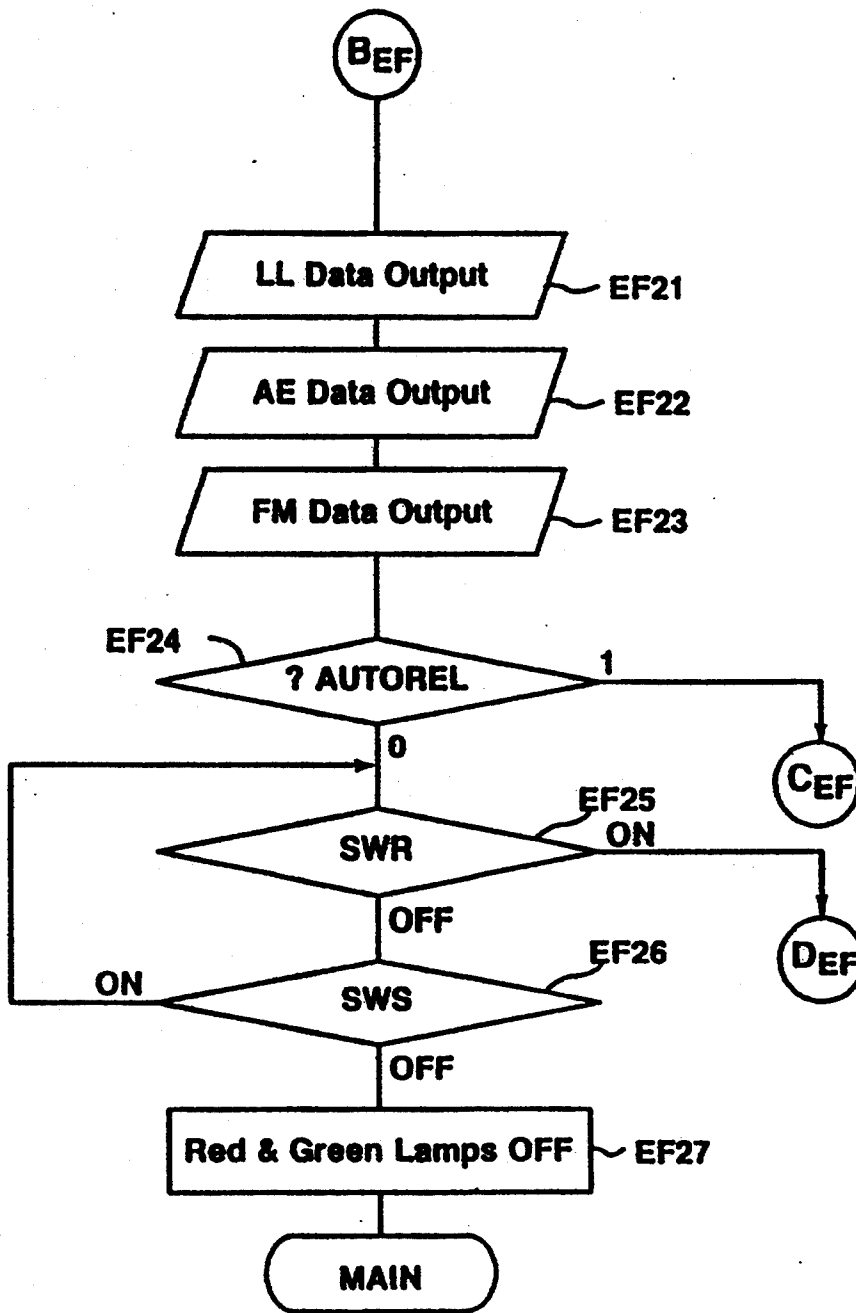 BEF
LL Data Output
EF21
AE Data Output
EF22
FM Data Output
EF23
EF24
? AUTOREL
1
0
CEF
EF25
SWR
ON
OFF
DEF
EF26
ON
SWS
OFF
Red & Green Lamps OFF
EF27
MAIN